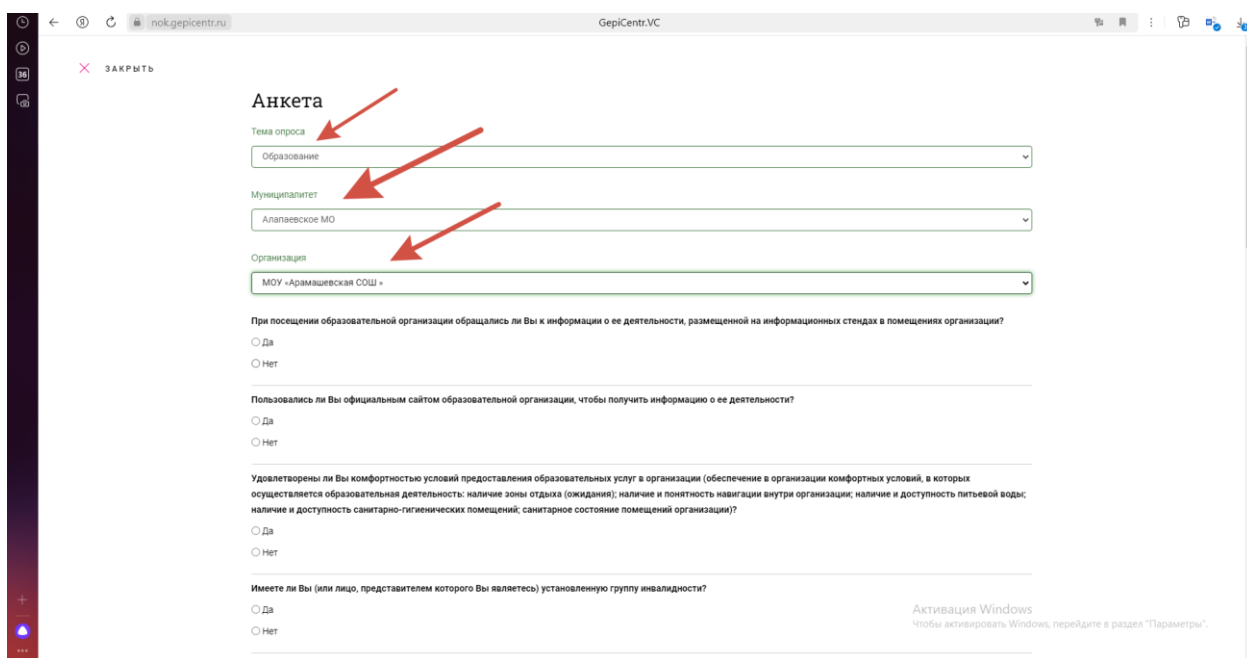 nok.gepicentr.ru
GepiCentr.VC
36
ЗАКРЫТЬ
Анкета
Тема опроса
Образование
Муниципалитет
Алапаевское МО
Организация
МОУ «Арамашевская СОШ »
При посещении образовательной организации обращались ли Вы к информации о ее деятельности, размещенной на информационных стендах в помещениях организации?
Да
Нет
Пользовались ли Вы официальным сайтом образовательной организации, чтобы получить информацию о ее деятельности?
Да
Нет
Удовлетворены ли Вы комфортностью условий предоставления образовательных услуг в организации (обеспечение в организации комфортных условий, в которых
осуществляется образовательная деятельность: наличие зоны отдыха (ожидания); наличие и понятность навигации внутри организации; наличие и доступность питьевой воды;
наличие и доступность санитарно-гигиенических помещений; санитарное состояние помещений организации)?
Да
Нет
Имеете ли Вы (или лицо, представителем которого Вы являетесь) установленную группу инвалидности?
Да
Нет
Активация Windows
Чтобы активировать Windows, перейдите в раздел "Параметры".